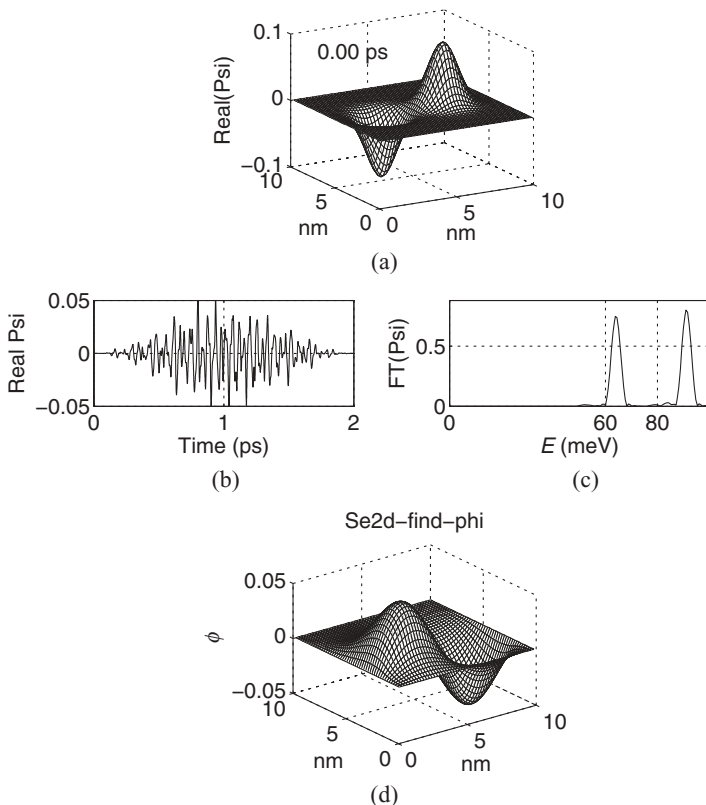 0.1
0.00 ps
Real(Psi)
0
−0.1
10
5
nm
0
0
5
nm
10
(a)
0.05
Real Psi
0
−0.05
0
1
2
Time (ps)
(b)
FT(Psi)
0.5
0
0
60
80
E (meV)
(c)
Se2d−find−phi
0.05
ϕ
0
−0.05
10
5
nm
0
0
5
nm
10
(d)